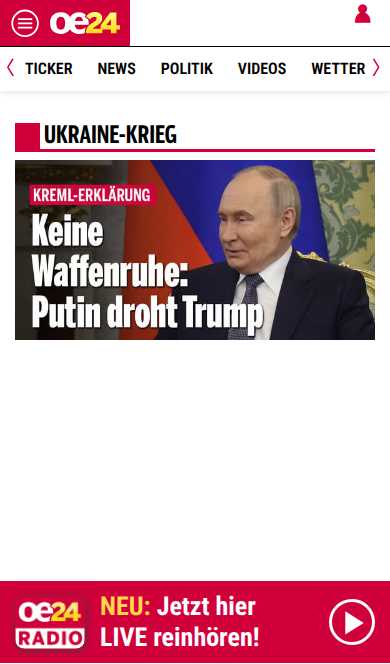 oe24
TICKER NEWS POLITIK VIDEOS WETTER
UKRAINE-KRIEG
KREML-ERKLÄRUNG
Keine
Waffenruhe:
Putin droht Trump
oe24
RADIO
NEU: Jetzt hier
LIVE reinhören!